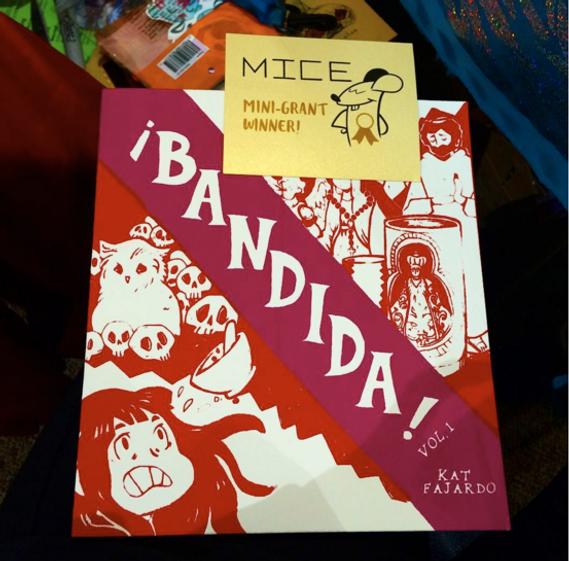 MICE
MINI-GRANT
WINNER!
¡BANDIDA!
VOL.1
KAT
FAJARDO